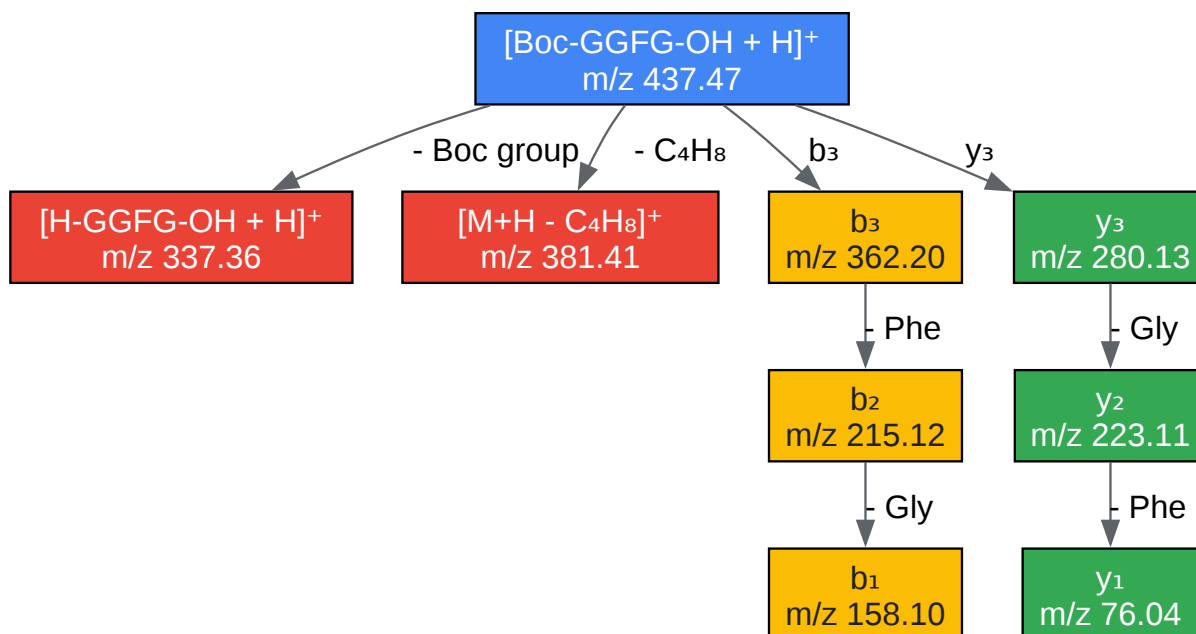 [Boc-GGFG-OH + H]⁺
m/z 437.47
- Boc group
- C₄H₈
b₃
y₃
[H-GGFG-OH + H]⁺
m/z 337.36
[M+H - C₄H₈]⁺
m/z 381.41
b₃
m/z 362.20
y₃
m/z 280.13
- Phe
- Gly
b₂
m/z 215.12
y₂
m/z 223.11
- Gly
- Phe
b₁
m/z 158.10
y₁
m/z 76.04